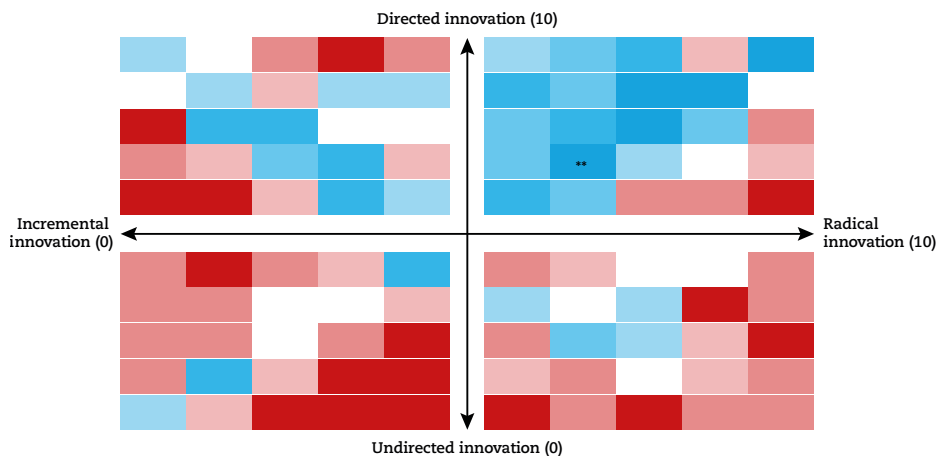 Directed innovation (10)
**
Incremental
innovation (0)
Radical
innovation (10)
Undirected innovation (0)